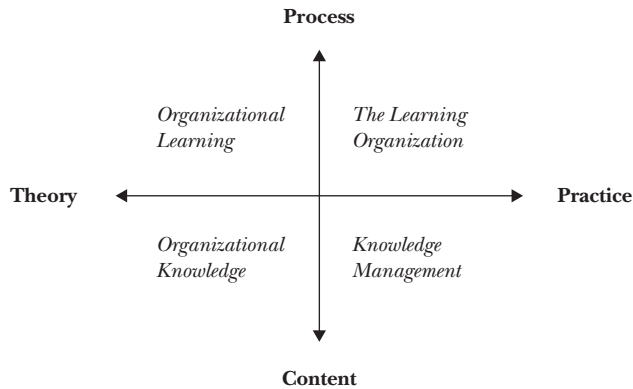 Process
Organizational
Learning
The Learning
Organization
Theory
Practice
Organizational
Knowledge
Knowledge
Management
Content